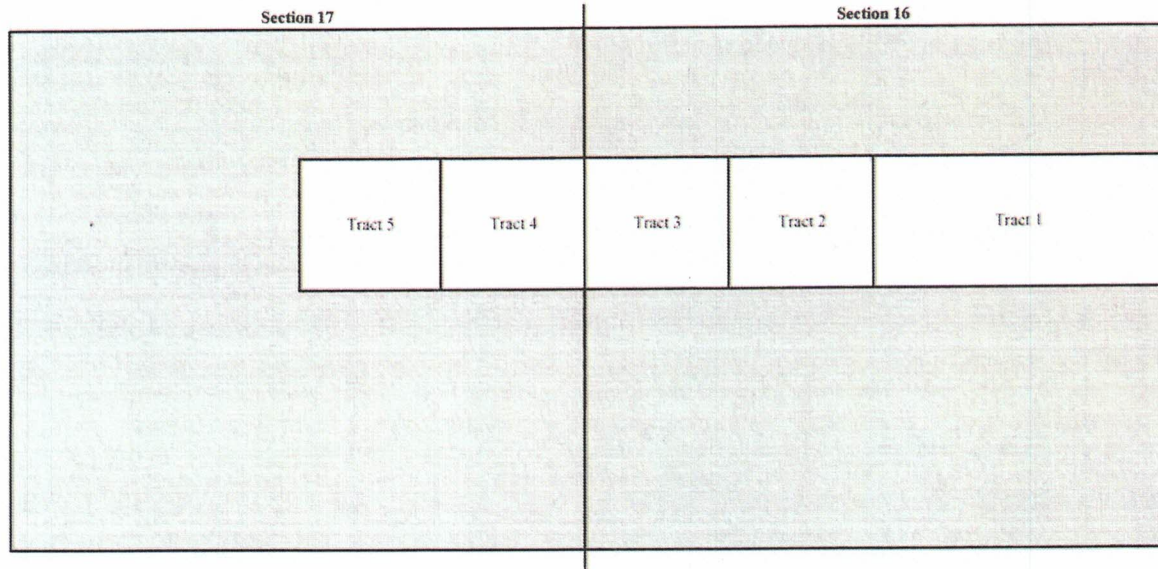 Section 17
Section 16
Tract 5
Tract 4
Tract 3
Tract 2
Tract 1